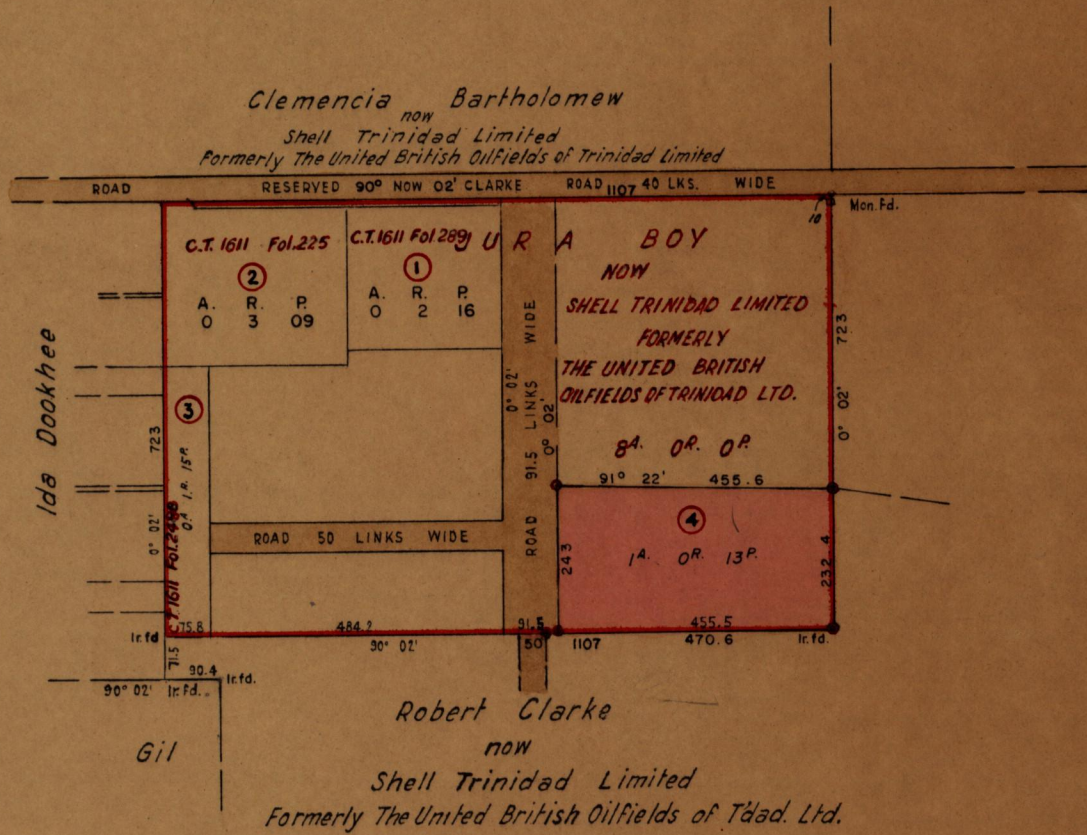 Clemencia now Bartholomew
Shell Trinidad Limited
Formerly The United British Oilfields of Trinidad Limited
ROAD RESERVED 90° NOW 02' CLARKE ROAD 1107 40 LKS. WIDE
10
Mon. Fd.
C.T. 1611 Fol. 225
2
A. R. P.
0 3 09
C.T. 1611 Fol 289
1
A. R. P.
0 2 16
J U R A BOY
NOW
SHELL TRINIDAD LIMITED
FORMERLY
THE UNITED BRITISH
OILFIELDS OF TRINIDAD LTD.
8A. 0R. 0P.
723
0° 02'
Ida Dookhee
723
0° 02'
3
0.A 1.R. 15P.
C.T. 1611 Fol.
0° 02'
ROAD 91.5 LINKS WIDE
0° 02'
91° 22' 455.6
4
1A. 0R. 13P.
243
232.4
ROAD 50 LINKS WIDE
75.8
91.5
455.5
Ir. fd
90° 02'
50
1107
470.6
Ir. fd.
71.5
90.4
Ir. fd.
90° 02'
Ir. Fd.
Gil
Robert Clarke
now
Shell Trinidad Limited
Formerly The United British Oilfields of T'dad. Ltd.